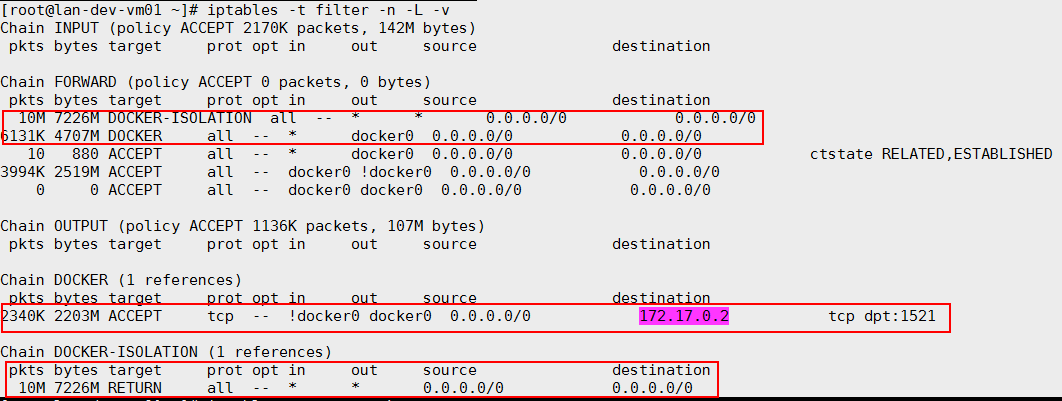 [root@lan-dev-vm01 ~]# iptables -t filter -n -L -v
Chain INPUT (policy ACCEPT 2170K packets, 142M bytes)
 pkts bytes target     prot opt in     out     source               destination

Chain FORWARD (policy ACCEPT 0 packets, 0 bytes)
 pkts bytes target     prot opt in     out     source               destination
  10M 7226M DOCKER-ISOLATION  all  --  *      *       0.0.0.0/0            0.0.0.0/0
6131K 4707M DOCKER     all  --  *      docker0  0.0.0.0/0            0.0.0.0/0
   10   880 ACCEPT     all  --  *      docker0  0.0.0.0/0            0.0.0.0/0            ctstate RELATED,ESTABLISHED
3994K 2519M ACCEPT     all  --  docker0 !docker0  0.0.0.0/0            0.0.0.0/0
    0     0 ACCEPT     all  --  docker0 docker0  0.0.0.0/0            0.0.0.0/0

Chain OUTPUT (policy ACCEPT 1136K packets, 107M bytes)
 pkts bytes target     prot opt in     out     source               destination

Chain DOCKER (1 references)
 pkts bytes target     prot opt in     out     source               destination
2340K 2203M ACCEPT     tcp  --  !docker0 docker0  0.0.0.0/0            172.17.0.2           tcp dpt:1521

Chain DOCKER-ISOLATION (1 references)
 pkts bytes target     prot opt in     out     source               destination
  10M 7226M RETURN     all  --  *      *       0.0.0.0/0            0.0.0.0/0